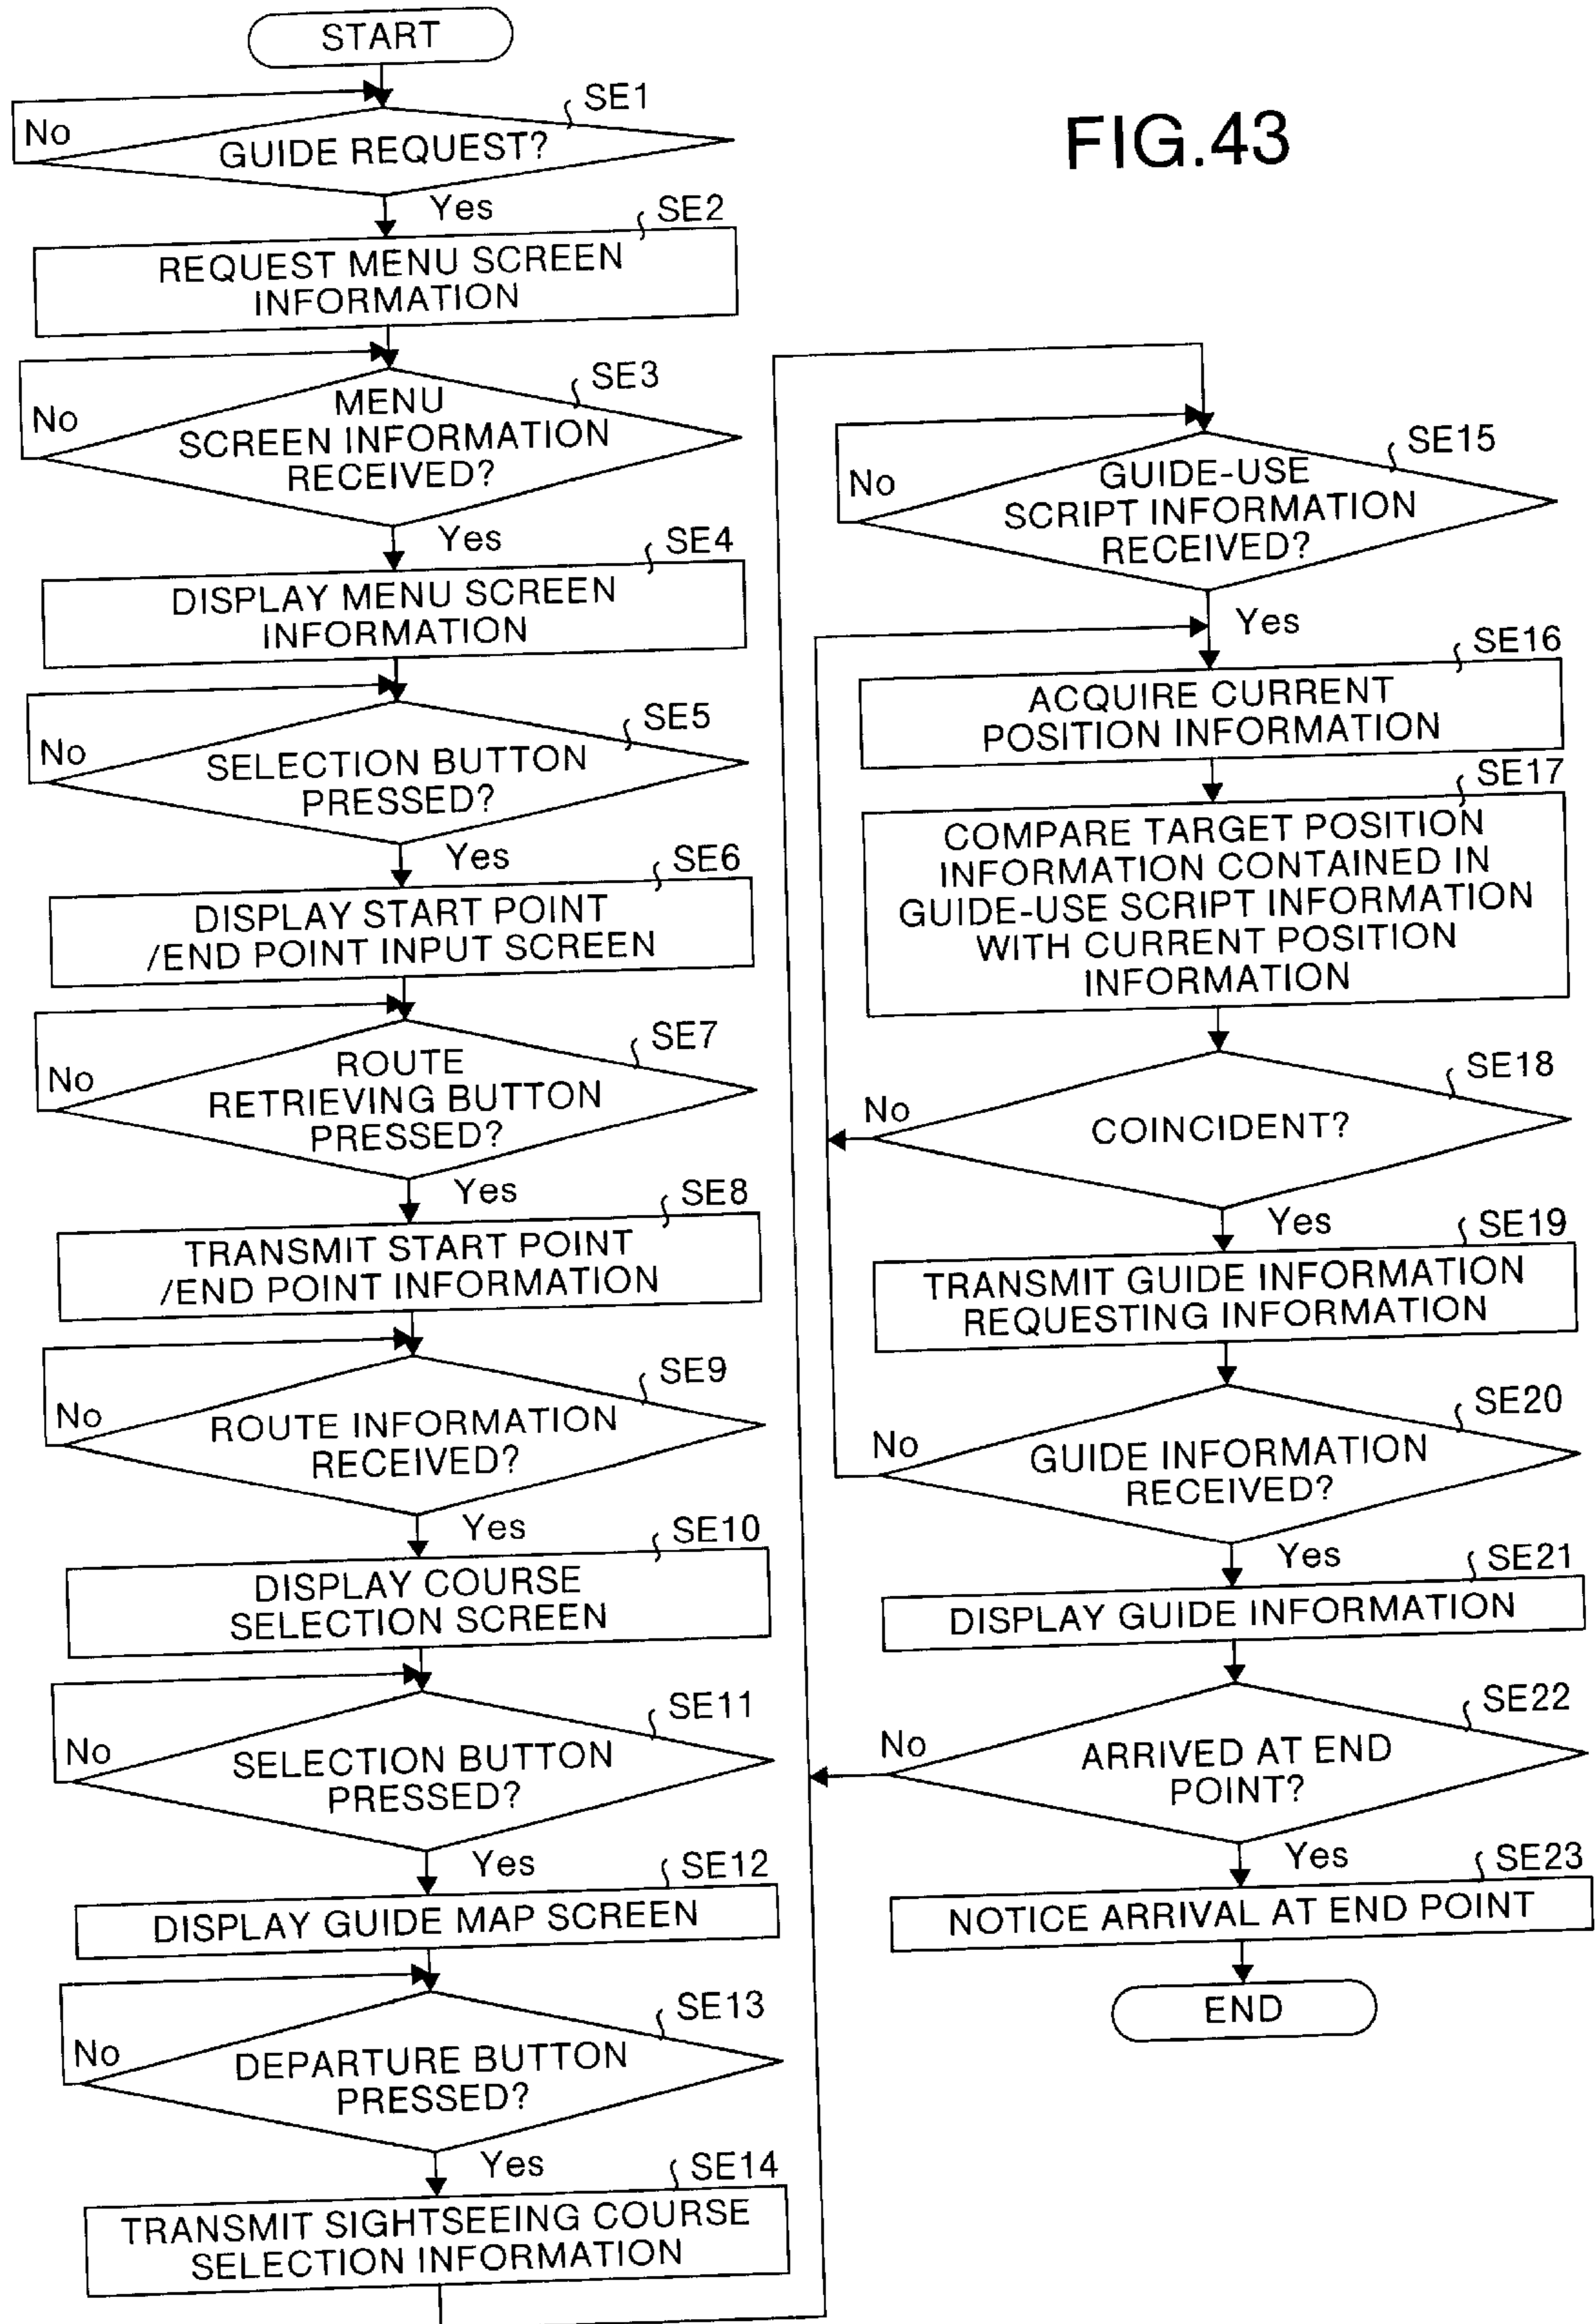 FIG.43
START
SE1
No
GUIDE REQUEST?
Yes
SE2
REQUEST MENU SCREEN
INFORMATION
SE3
No
MENU
SCREEN INFORMATION
RECEIVED?
Yes
SE4
DISPLAY MENU SCREEN
INFORMATION
SE5
No
SELECTION BUTTON
PRESSED?
Yes
SE6
DISPLAY START POINT
/END POINT INPUT SCREEN
SE7
No
ROUTE
RETRIEVING BUTTON
PRESSED?
Yes
SE8
TRANSMIT START POINT
/END POINT INFORMATION
SE9
No
ROUTE INFORMATION
RECEIVED?
Yes
SE10
DISPLAY COURSE
SELECTION SCREEN
SE11
No
SELECTION BUTTON
PRESSED?
Yes
SE12
DISPLAY GUIDE MAP SCREEN
SE13
No
DEPARTURE BUTTON
PRESSED?
Yes
SE14
TRANSMIT SIGHTSEEING COURSE
SELECTION INFORMATION
SE15
No
GUIDE-USE
SCRIPT INFORMATION
RECEIVED?
Yes
SE16
ACQUIRE CURRENT
POSITION INFORMATION
SE17
COMPARE TARGET POSITION
INFORMATION CONTAINED IN
GUIDE-USE SCRIPT INFORMATION
WITH CURRENT POSITION
INFORMATION
SE18
No
COINCIDENT?
Yes
SE19
TRANSMIT GUIDE INFORMATION
REQUESTING INFORMATION
SE20
No
GUIDE INFORMATION
RECEIVED?
Yes
SE21
DISPLAY GUIDE INFORMATION
SE22
No
ARRIVED AT END
POINT?
Yes
SE23
NOTICE ARRIVAL AT END POINT
END